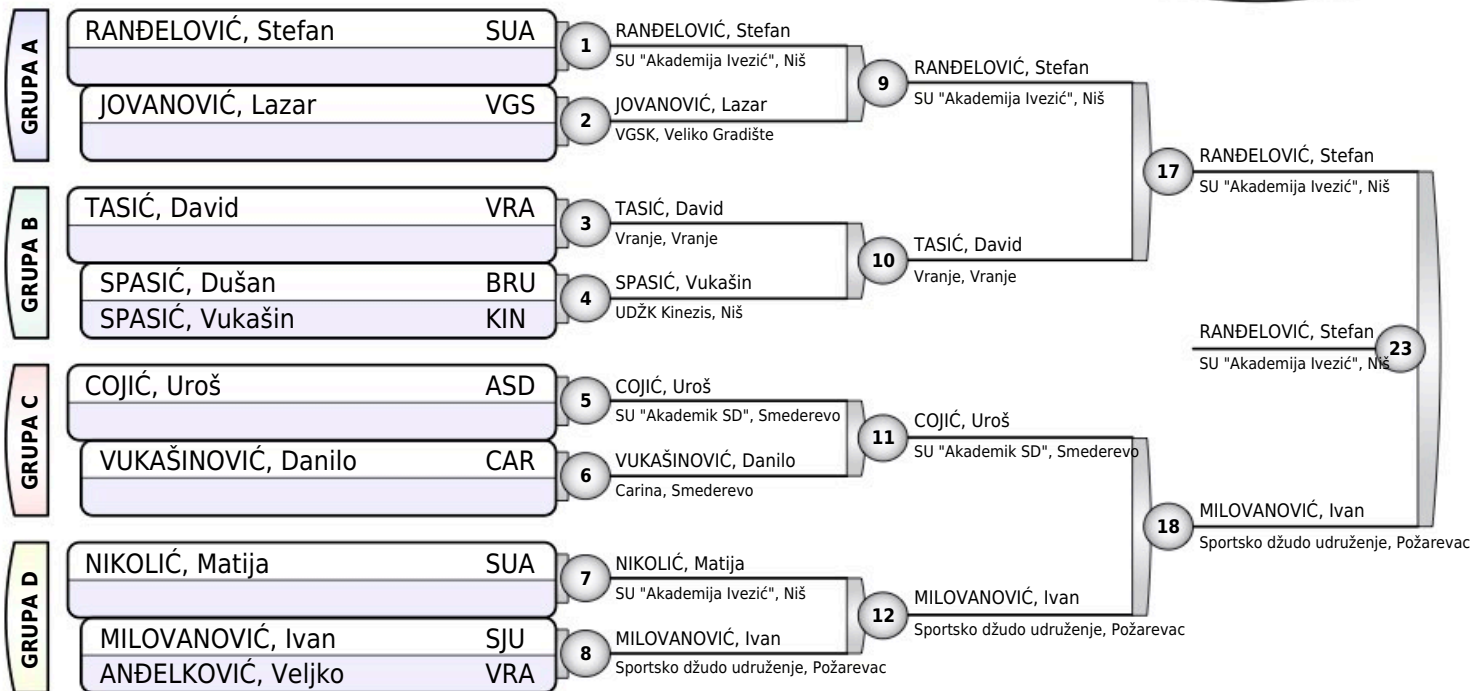 GRUPA A
RANĐELOVIĆ, Stefan SUA
JOVANOVIĆ, Lazar VGS
GRUPA B
TASIĆ, David VRA
SPASIĆ, Dušan BRU
SPASIĆ, Vukašin KIN
GRUPA C
COJIĆ, Uroš ASD
VUKAŠINOVIĆ, Danilo CAR
GRUPA D
NIKOLIĆ, Matija SUA
MILOVANOVIĆ, Ivan SJU
ANĐELKOVIĆ, Veljko VRA
1
RANĐELOVIĆ, Stefan
SU "Akademija Ivezić", Niš
2
JOVANOVIĆ, Lazar
VGSK, Veliko Gradište
3
TASIĆ, David
Vranje, Vranje
4
SPASIĆ, Vukašin
UDŽK Kinezis, Niš
5
COJIĆ, Uroš
SU "Akademik SD", Smederevo
6
VUKAŠINOVIĆ, Danilo
Carina, Smederevo
7
NIKOLIĆ, Matija
SU "Akademija Ivezić", Niš
8
MILOVANOVIĆ, Ivan
Sportsko džudo udruženje, Požarevac
9
RANĐELOVIĆ, Stefan
SU "Akademija Ivezić", Niš
10
TASIĆ, David
Vranje, Vranje
11
COJIĆ, Uroš
SU "Akademik SD", Smederevo
12
MILOVANOVIĆ, Ivan
Sportsko džudo udruženje, Požarevac
17
RANĐELOVIĆ, Stefan
SU "Akademija Ivezić", Niš
18
MILOVANOVIĆ, Ivan
Sportsko džudo udruženje, Požarevac
RANĐELOVIĆ, Stefan
SU "Akademija Ivezić", Niš
23